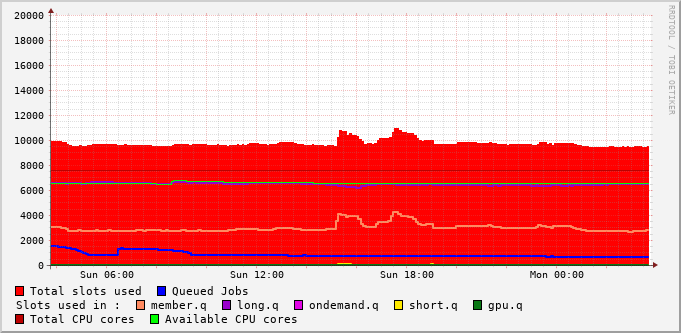 RRDTOOL / TOBI OETIKER
20000
18000
16000
14000
12000
10000
8000
6000
4000
2000
0
Sun 06:00 Sun 12:00 Sun 18:00 Mon 00:00
Total slots used Queued Jobs
Slots used in : member.q long.q ondemand.q short.q gpu.q
Total CPU cores Available CPU cores